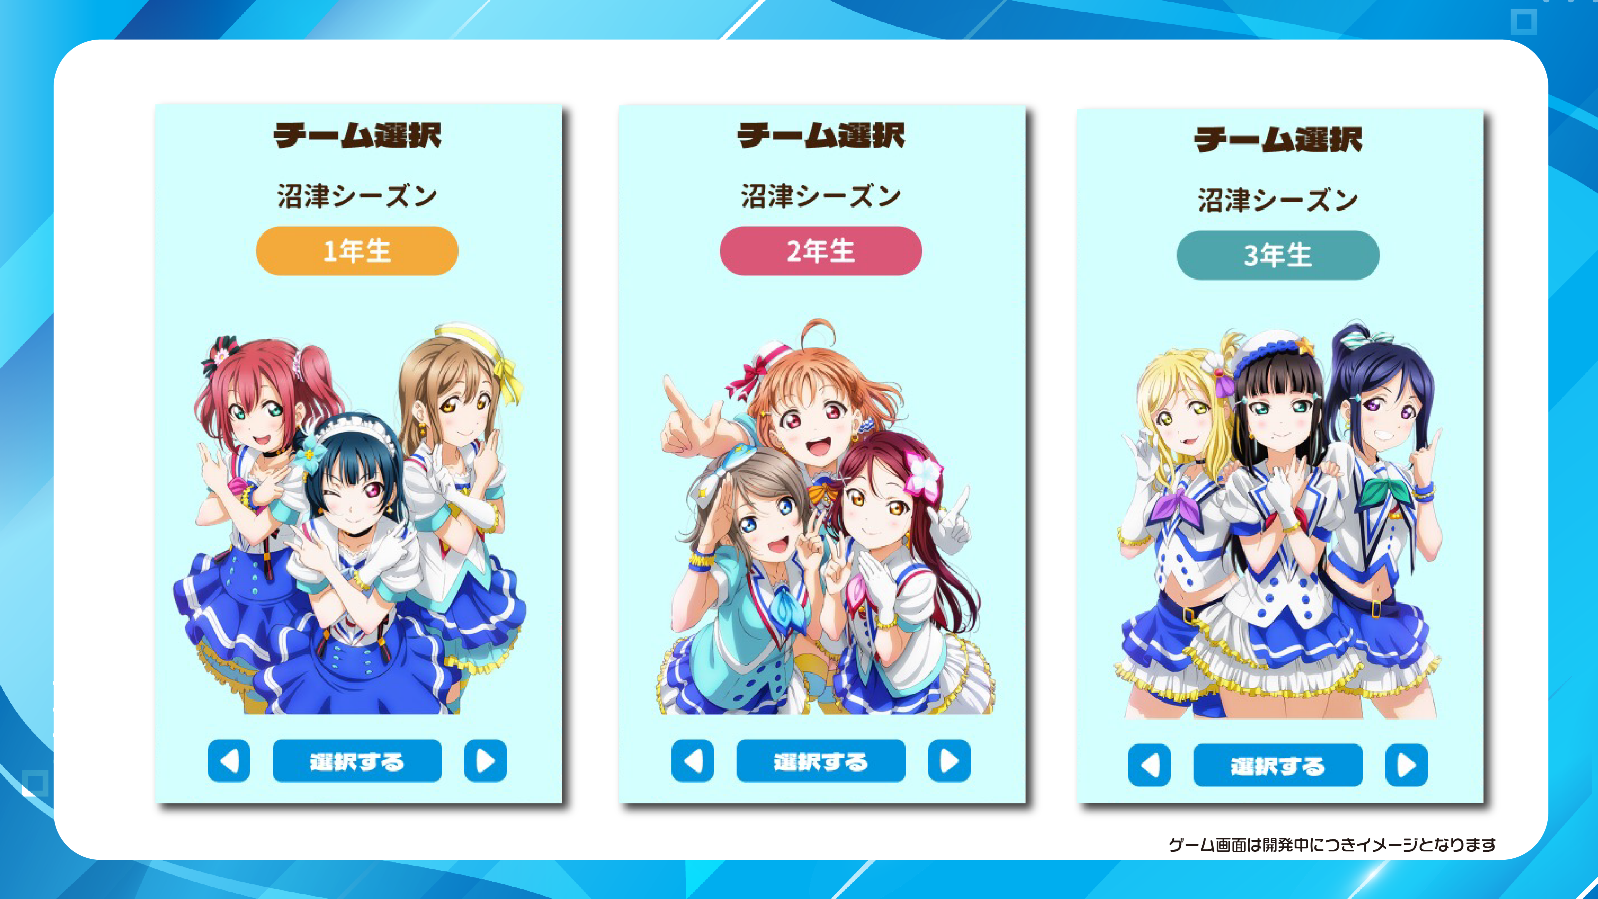 チーム選択
沼津シーズン
1年生
選択する
チーム選択
沼津シーズン
2年生
選択する
チーム選択
沼津シーズン
3年生
選択する
ゲーム画面は開発中につきイメージとなります